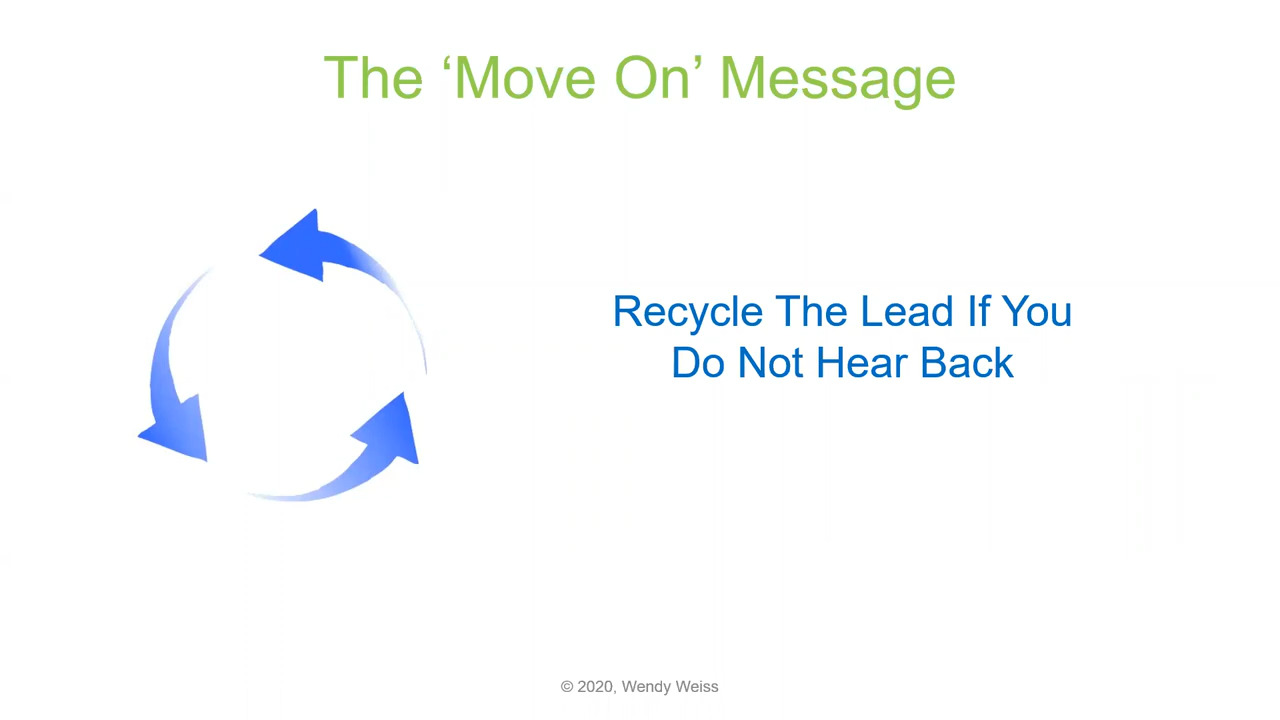 The ‘Move On’ Message
Recycle The Lead If You
Do Not Hear Back
© 2020, Wendy Weiss